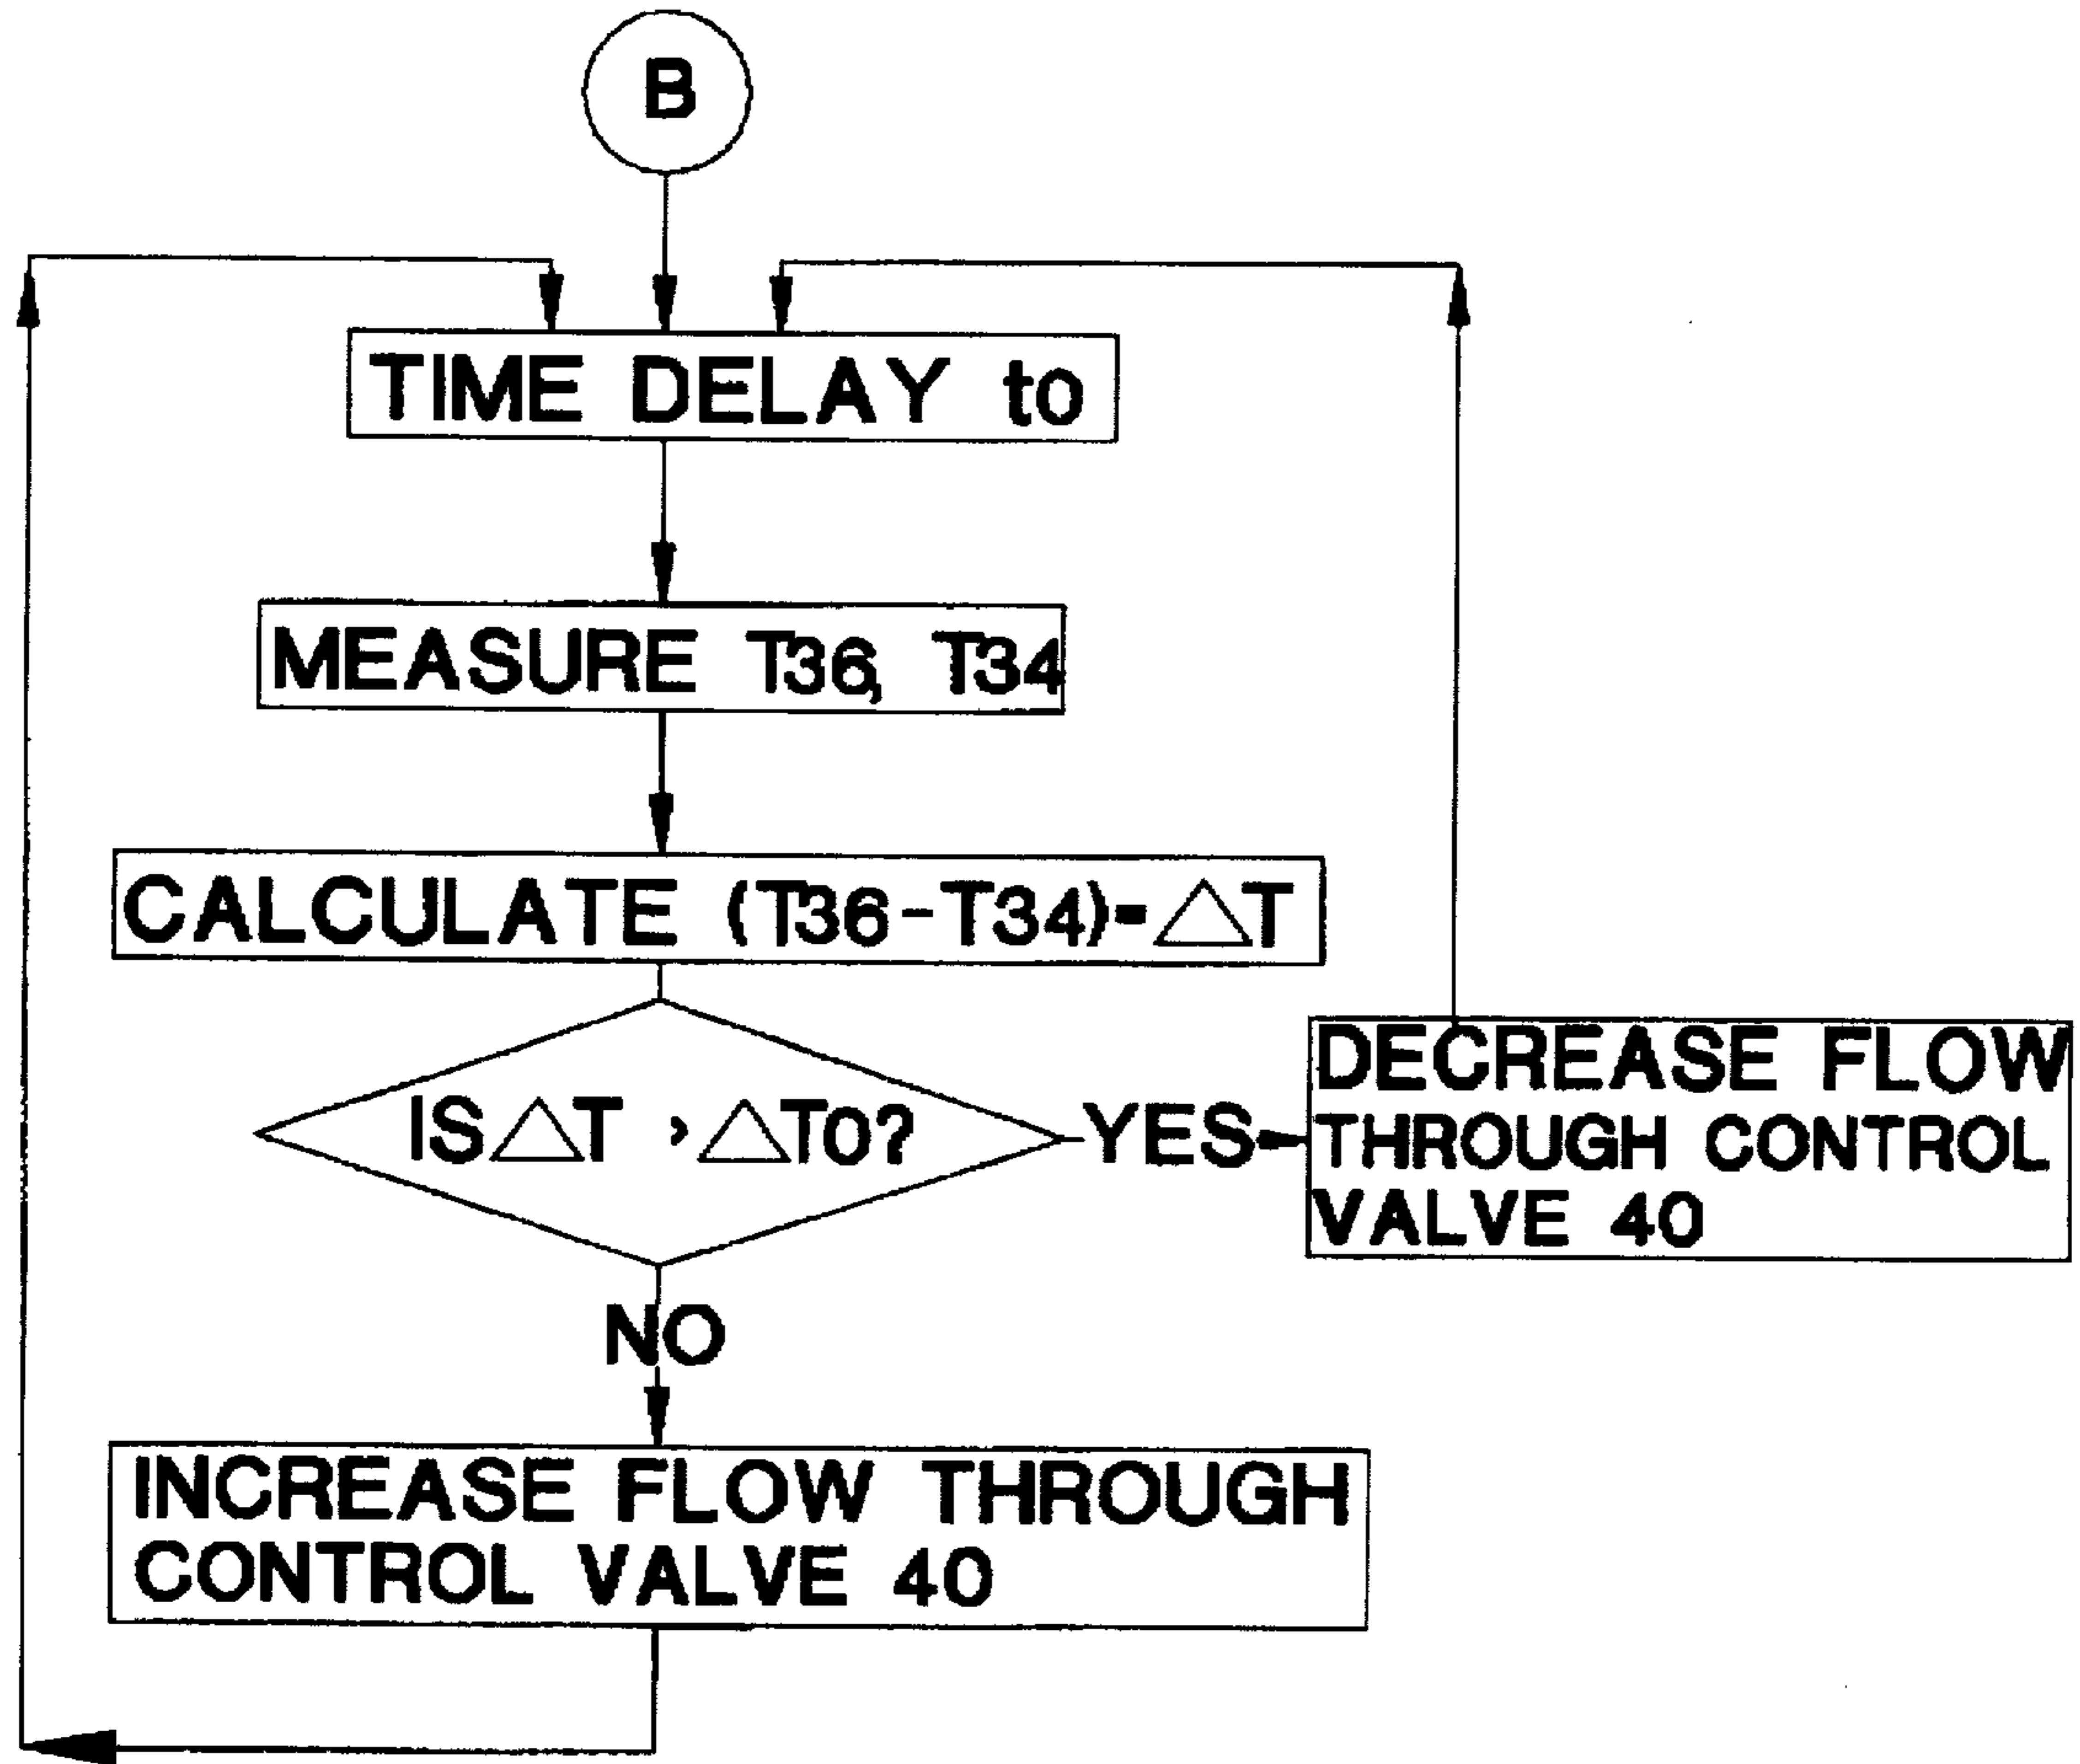 B
TIME DELAY to
MEASURE T36, T34
CALCULATE (T36-T34)=△T
IS△T >△TO?
YES
DECREASE FLOW
THROUGH CONTROL
VALVE 40
NO
INCREASE FLOW THROUGH
CONTROL VALVE 40